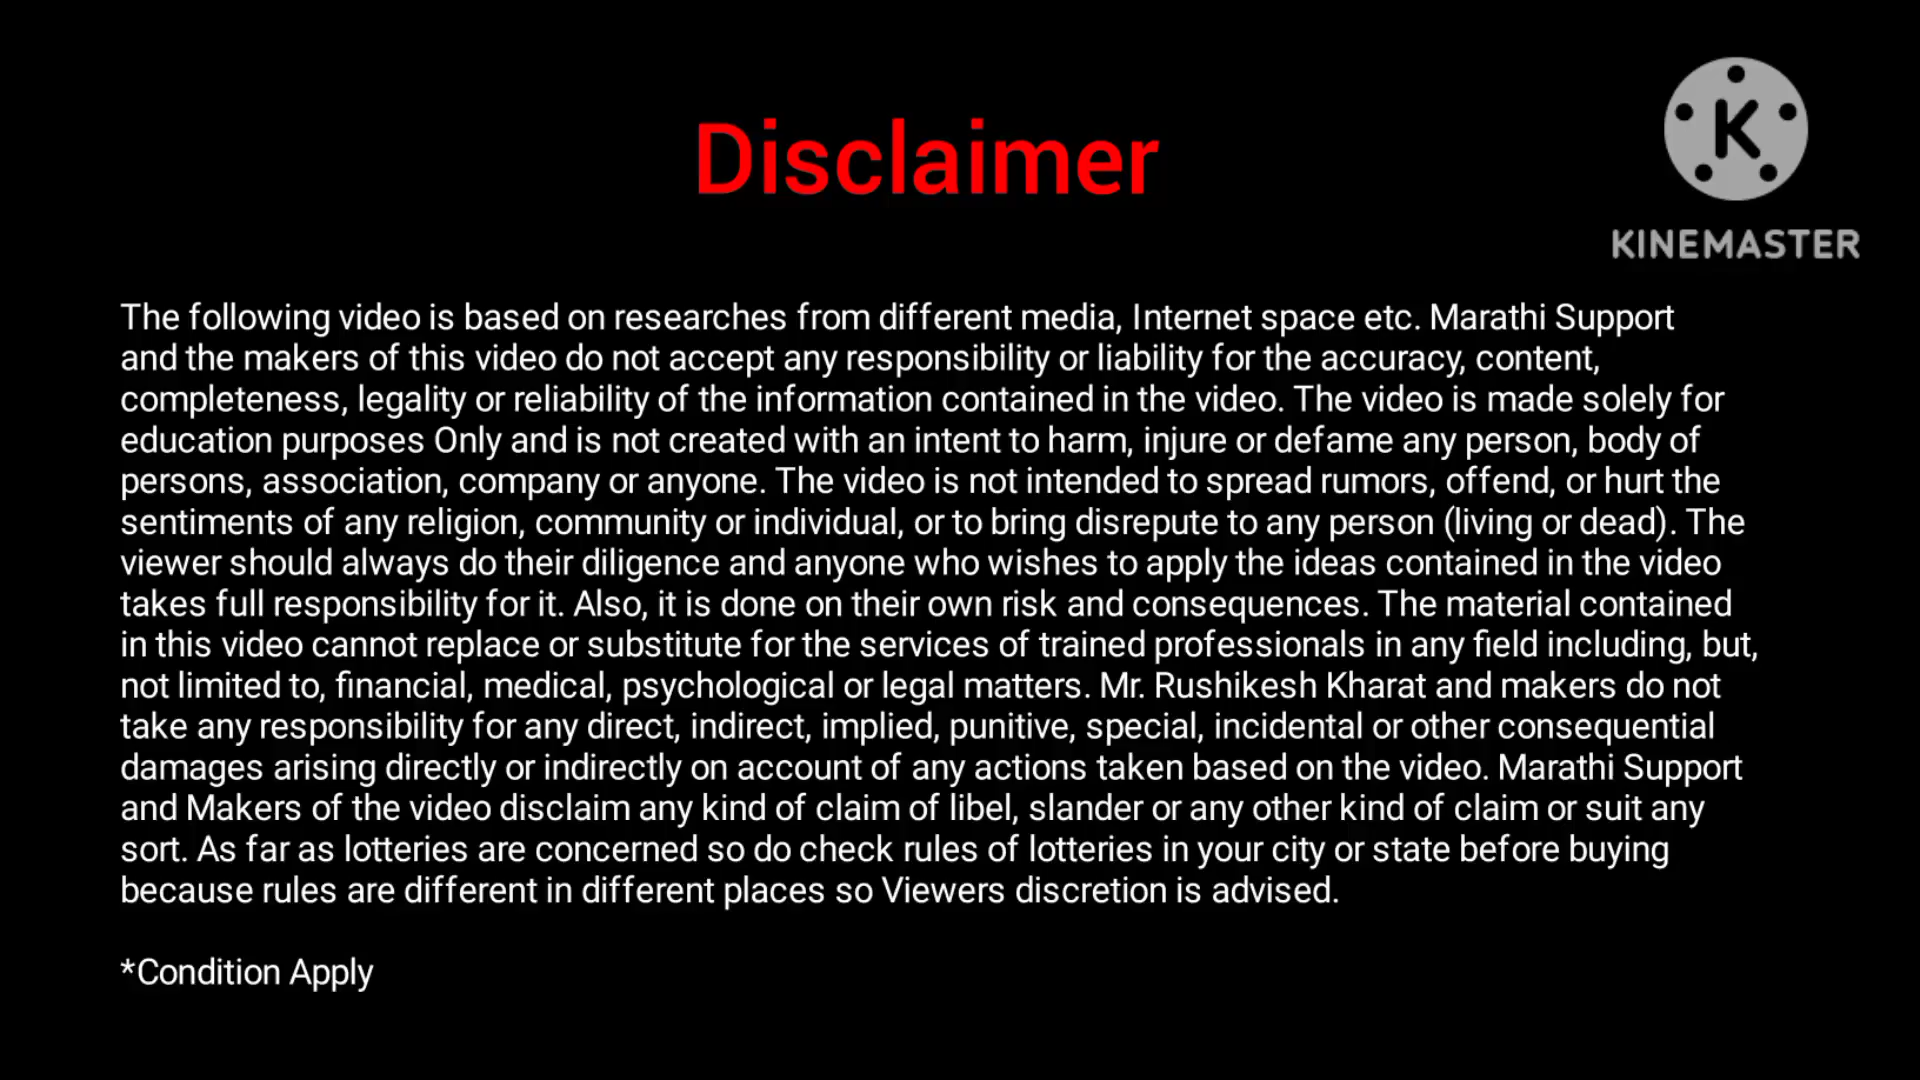 Disclaimer
K
KINEMASTER
The following video is based on researches from different media, Internet space etc. Marathi Support
and the makers of this video do not accept any responsibility or liability for the accuracy, content,
completeness, legality or reliability of the information contained in the video. The video is made solely for
education purposes Only and is not created with an intent to harm, injure or defame any person, body of
persons, association, company or anyone. The video is not intended to spread rumors, offend, or hurt the
sentiments of any religion, community or individual, or to bring disrepute to any person (living or dead). The
viewer should always do their diligence and anyone who wishes to apply the ideas contained in the video
takes full responsibility for it. Also, it is done on their own risk and consequences. The material contained
in this video cannot replace or substitute for the services of trained professionals in any field including, but,
not limited to, financial, medical, psychological or legal matters. Mr. Rushikesh Kharat and makers do not
take any responsibility for any direct, indirect, implied, punitive, special, incidental or other consequential
damages arising directly or indirectly on account of any actions taken based on the video. Marathi Support
and Makers of the video disclaim any kind of claim of libel, slander or any other kind of claim or suit any
sort. As far as lotteries are concerned so do check rules of lotteries in your city or state before buying
because rules are different in different places so Viewers discretion is advised.
*Condition Apply